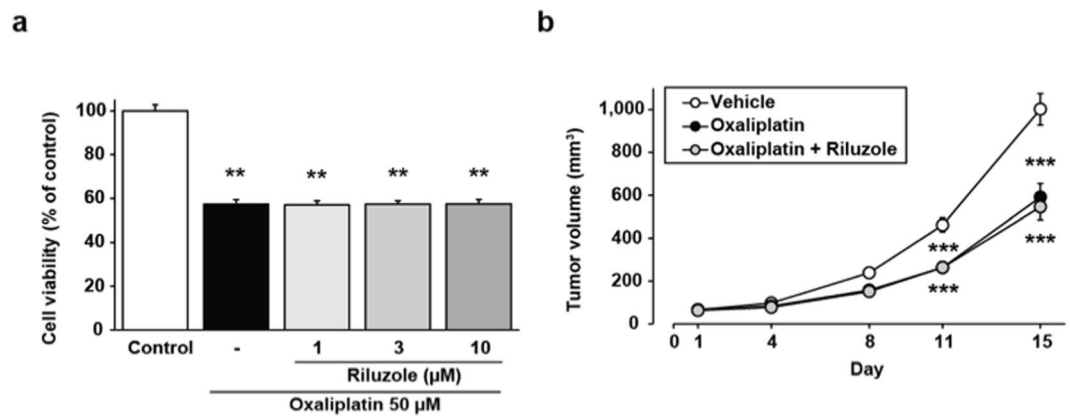 a
Cell viability (% of control)
100
80
60
40
20
0
**
**
**
**
Control
-
1
3
10
Riluzole (μM)
Oxaliplatin 50 μM
b
Tumor volume (mm³)
1,000
800
600
400
200
0
Vehicle
Oxaliplatin
Oxaliplatin + Riluzole
***
***
***
***
0 1 4 8 11 15
Day